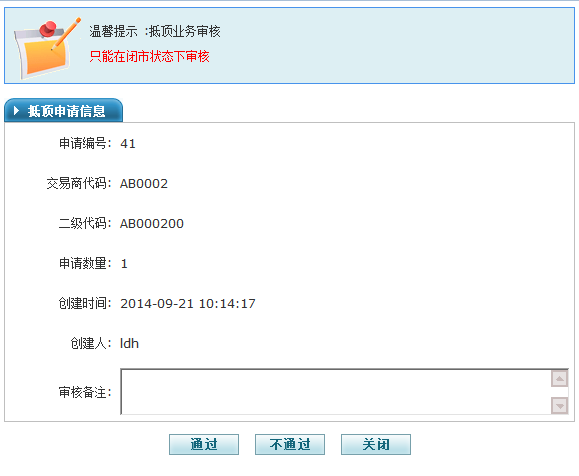 温馨提示 :抵顶业务审核
只能在闭市状态下审核
抵顶申请信息
申请编号: 41
交易商代码: AB0002
二级代码: AB000200
申请数量: 1
创建时间: 2014-09-21 10:14:17
创建人: ldh
审核备注:
通过 不通过 关闭